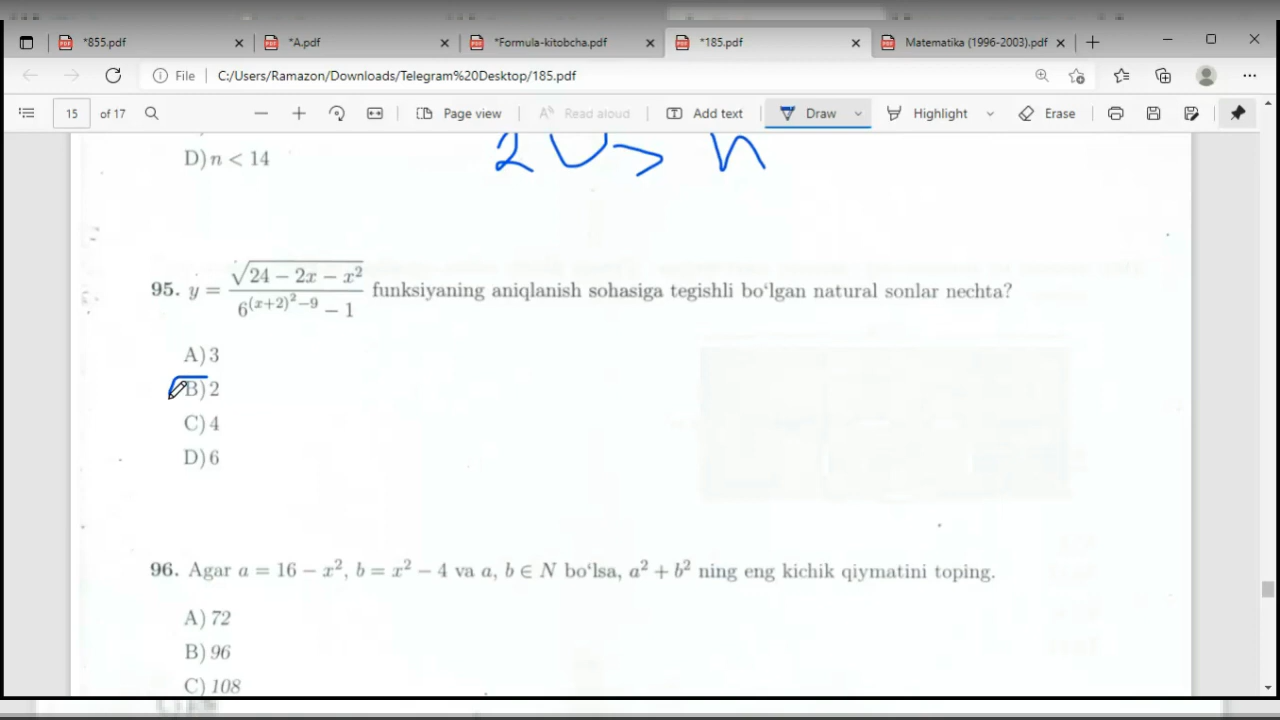 *855.pdf
*A.pdf
*Formula-kitobcha.pdf
*185.pdf
Matematika (1996-2003).pdf
File
C:/Users/Ramazon/Downloads/Telegram%20Desktop/185.pdf
15 of 17
Page view
Read aloud
Add text
Draw
Highlight
Erase
D) n < 14
20 > n
95. y = √(24 − 2x − x²) / (6^((x+2)²−9) − 1) funksiyaning aniqlanish sohasiga tegishli bo‘lgan natural sonlar nechta?
A) 3
B) 2
C) 4
D) 6
96. Agar a = 16 − x², b = x² − 4 va a, b ∈ N bo‘lsa, a² + b² ning eng kichik qiymatini toping.
A) 72
B) 96
C) 108